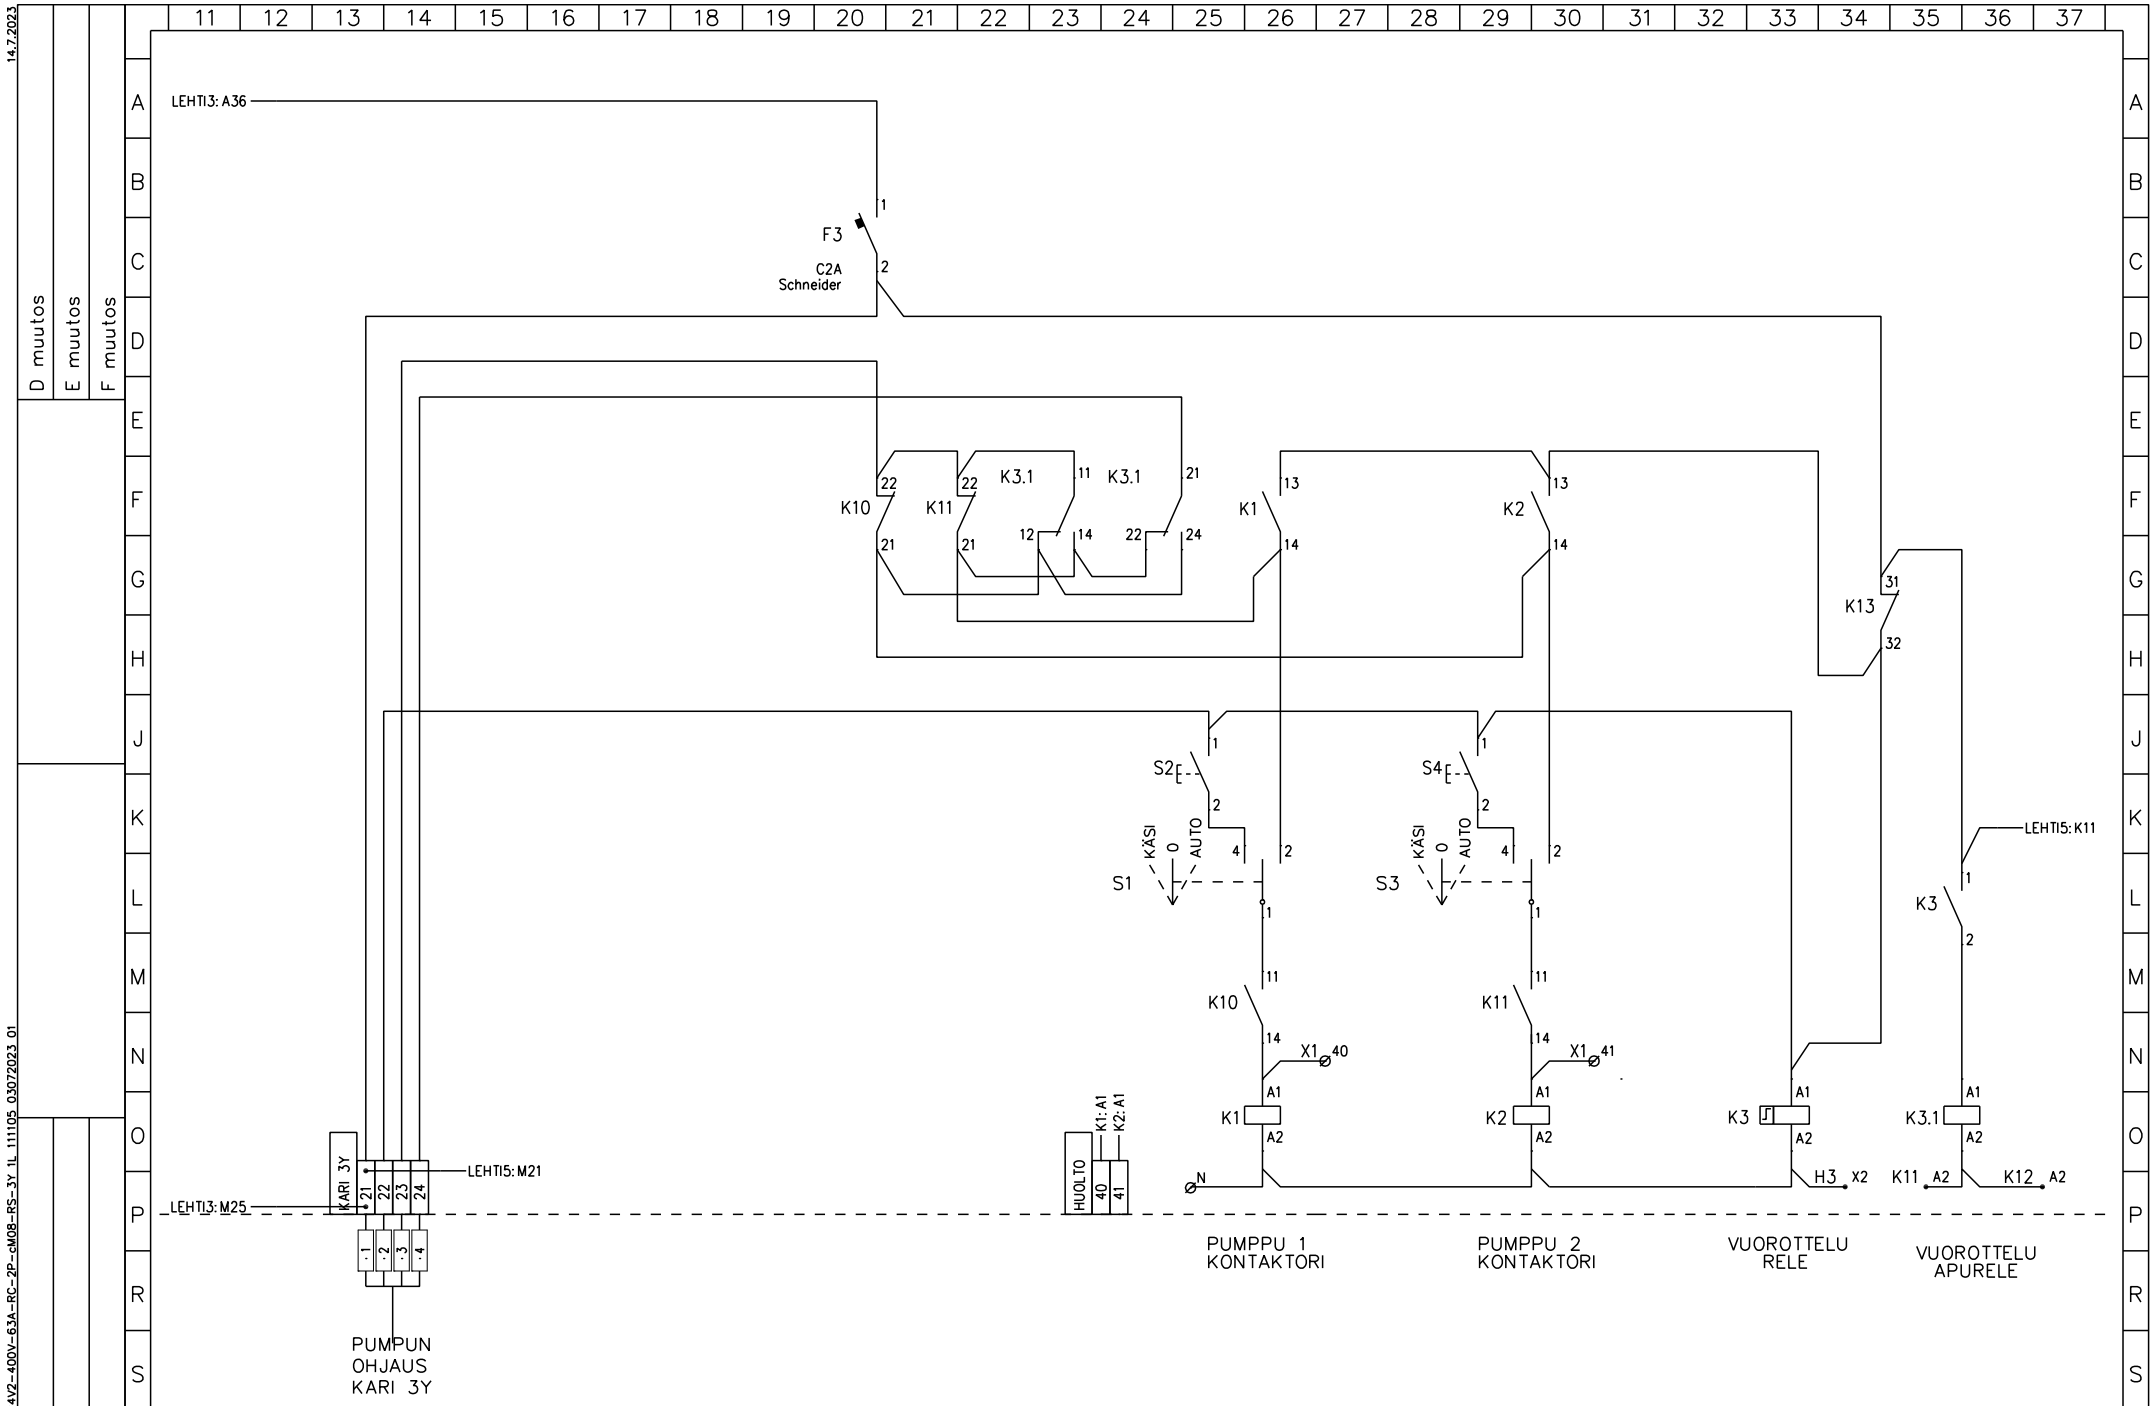 11 12 13 14 15 16 17 18 19 20 21 22 23 24 25 26 27 28 29 30 31 32 33 34 35 36 37
14.7.2023
D muutos
E mutos
F mutos
4V2-400V-63A-RC-2P-cM08-RS-3Y 1L 111105 03072023 01
A A
LEHTI3: A36
B B
1
F3
C C
2
C2A
Schneider
D D
E E
22 22 K3.1 11 K3.1 21 13 13
F F
K10 K11 K1 K2
12 14 22 24
21 21 14 14
G G
31
K13
32
H H
J J
1 1
S2 S4
2 2
K K
KÄSI 0 AUTO KÄSI 0 AUTO
LEHTI5: K11
4 2 4 2
S1 S3
1
L L
K3
1 1
2
M M
11 11
K10 K11
14 14
N N
X1 40 X1 41
A1 A1 A1 A1
K1 K2 K3 K3.1
O O
A2 A2 A2 A2
K1: A1
K2: A1
KARI 3Y 21 22 23 24
LEHTI5: M21
LEHTI3: M25
HUOLTO 40 41
N
H3 X2
K11 A2
K12 A2
P P
.1 .2 .3 .4
PUMPPU 1
KONTAKTORI
PUMPPU 2
KONTAKTORI
VUOROTTELU
RELE
VUOROTTELU
APURELE
R R
PUMPUN
OHJAUS
KARI 3Y
S S